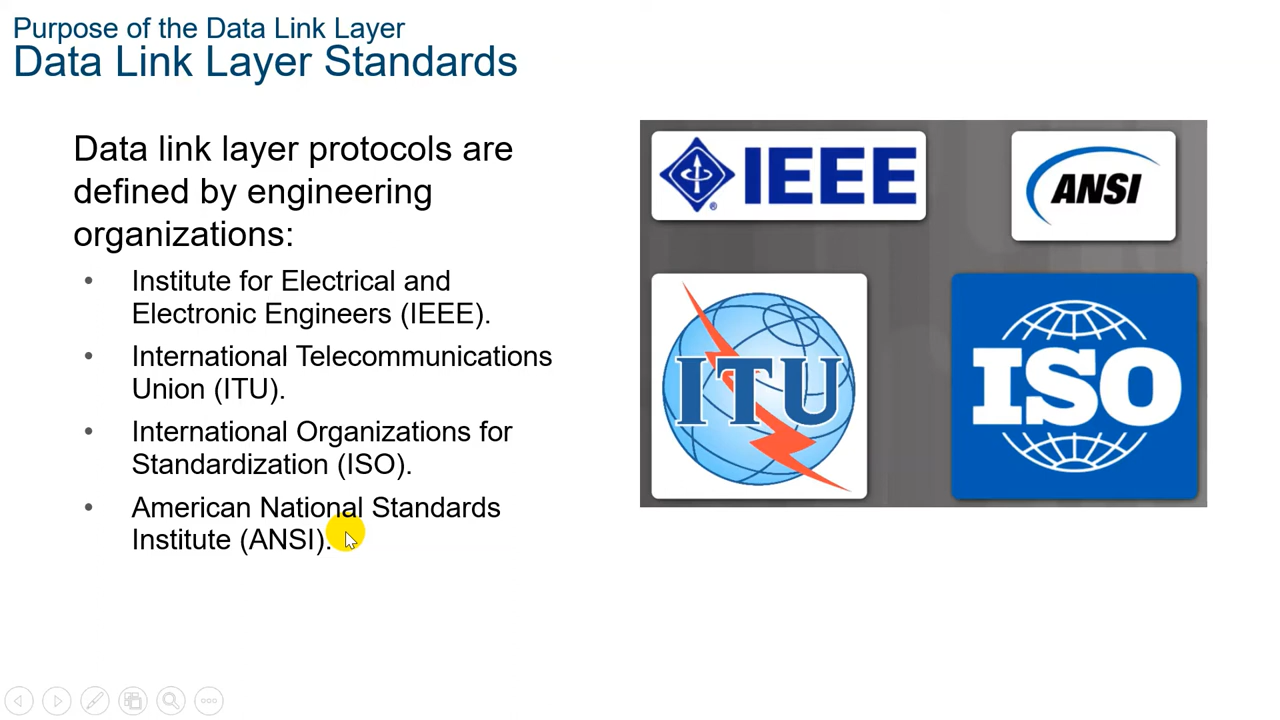 Purpose of the Data Link Layer
Data Link Layer Standards
Data link layer protocols are
defined by engineering
organizations:
• Institute for Electrical and
Electronic Engineers (IEEE).
• International Telecommunications
Union (ITU).
• International Organizations for
Standardization (ISO).
• American National Standards
Institute (ANSI).
IEEE
®
ANSI
ITU
ISO